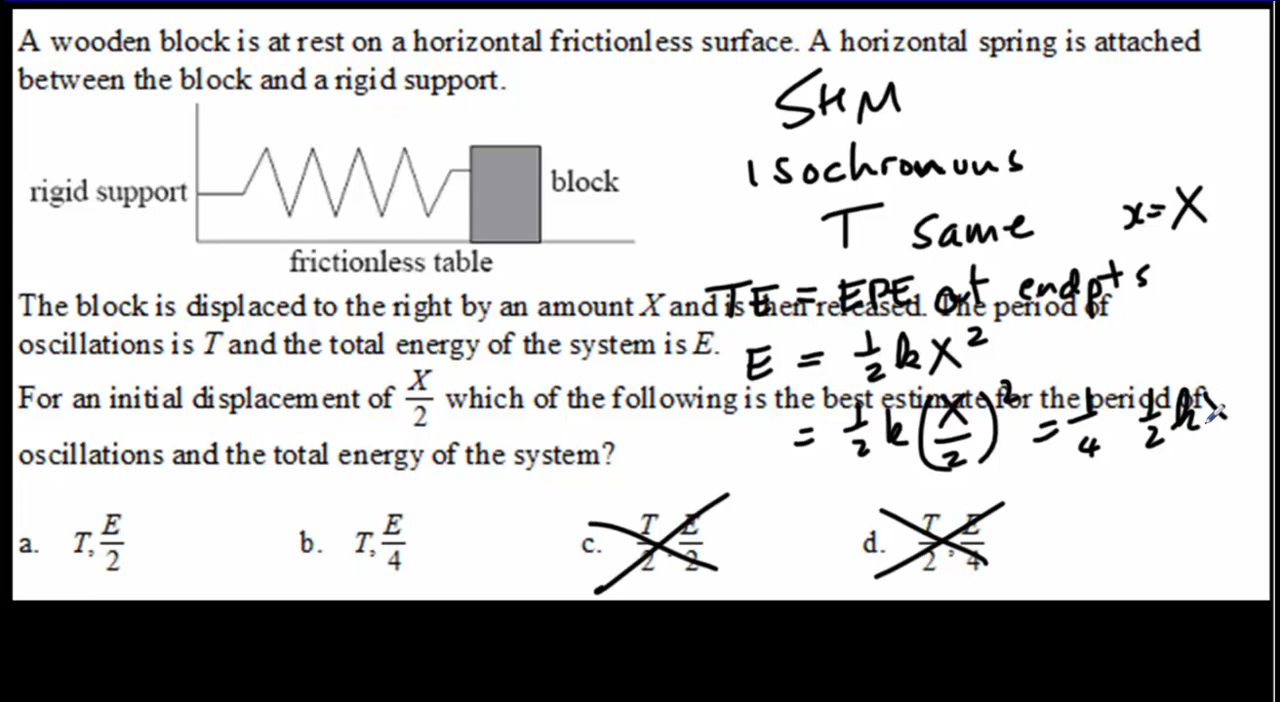 A wooden block is at rest on a horizontal frictionless surface. A horizontal spring is attached
between the block and a rigid support.
SHM
rigid support
block
Isochronous
T same
x=X
frictionless table
TE = EPE at endpts
The block is displaced to the right by an amount X and is then released. The period of
oscillations is T and the total energy of the system is E.
E = 1/2 kX²
For an initial displacement of X/2 which of the following is the best estimate for the period of
= 1/2 k(X/2)² = 1/4 1/2 kx
oscillations and the total energy of the system?
a. T, E/2
b. T, E/4
c. T/2, E/2
d. T/2, E/4